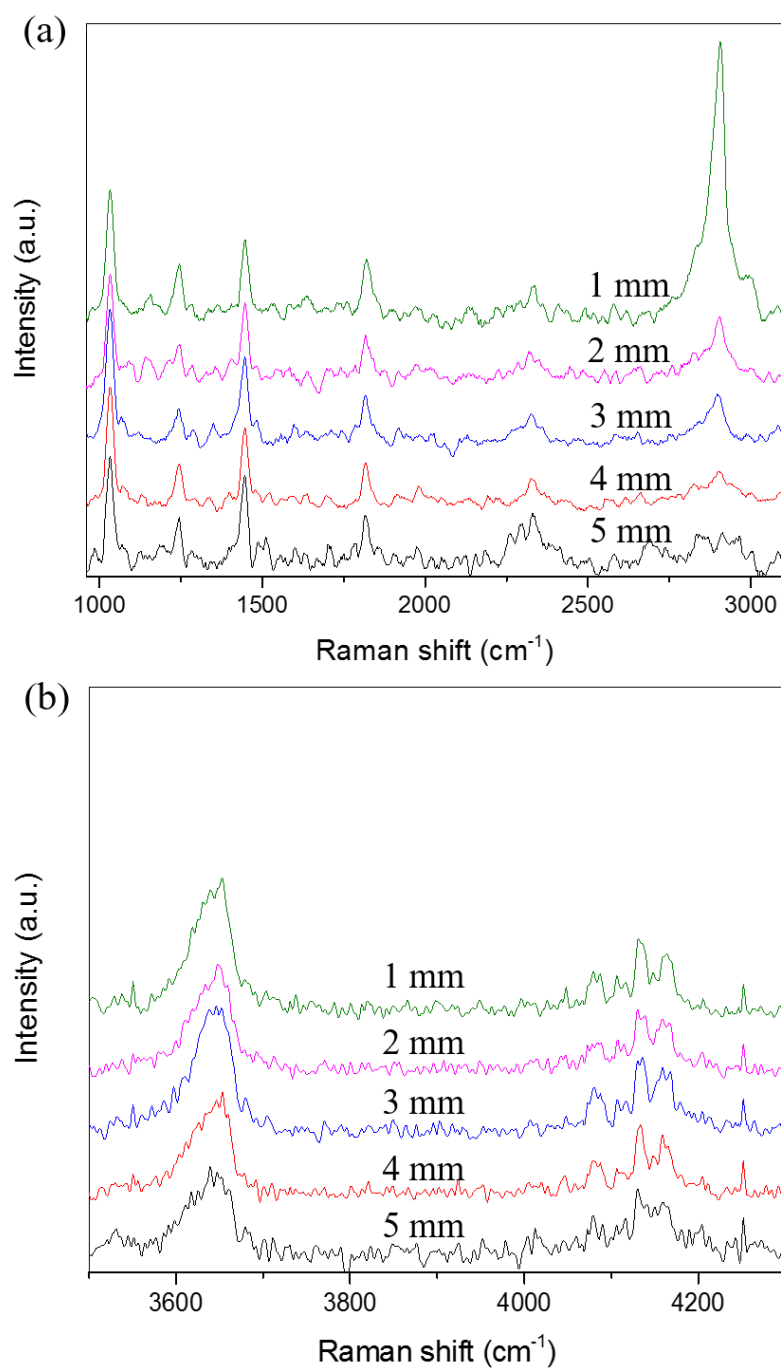 (a)
Intensity (a.u.)
1 mm
2 mm
3 mm
4 mm
5 mm
1000 1500 2000 2500 3000
Raman shift (cm⁻¹)
(b)
Intensity (a.u.)
1 mm
2 mm
3 mm
4 mm
5 mm
3600 3800 4000 4200
Raman shift (cm⁻¹)